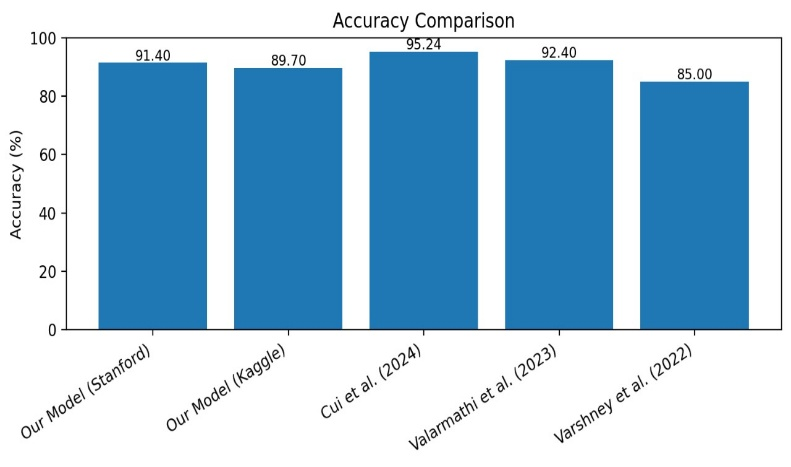 Accuracy Comparison
Accuracy (%)
100
80
60
40
20
0
91.40
89.70
95.24
92.40
85.00
Our Model (Stanford)
Our Model (Kaggle)
Cui et al. (2024)
Valarmathi et al. (2023)
Varshney et al. (2022)